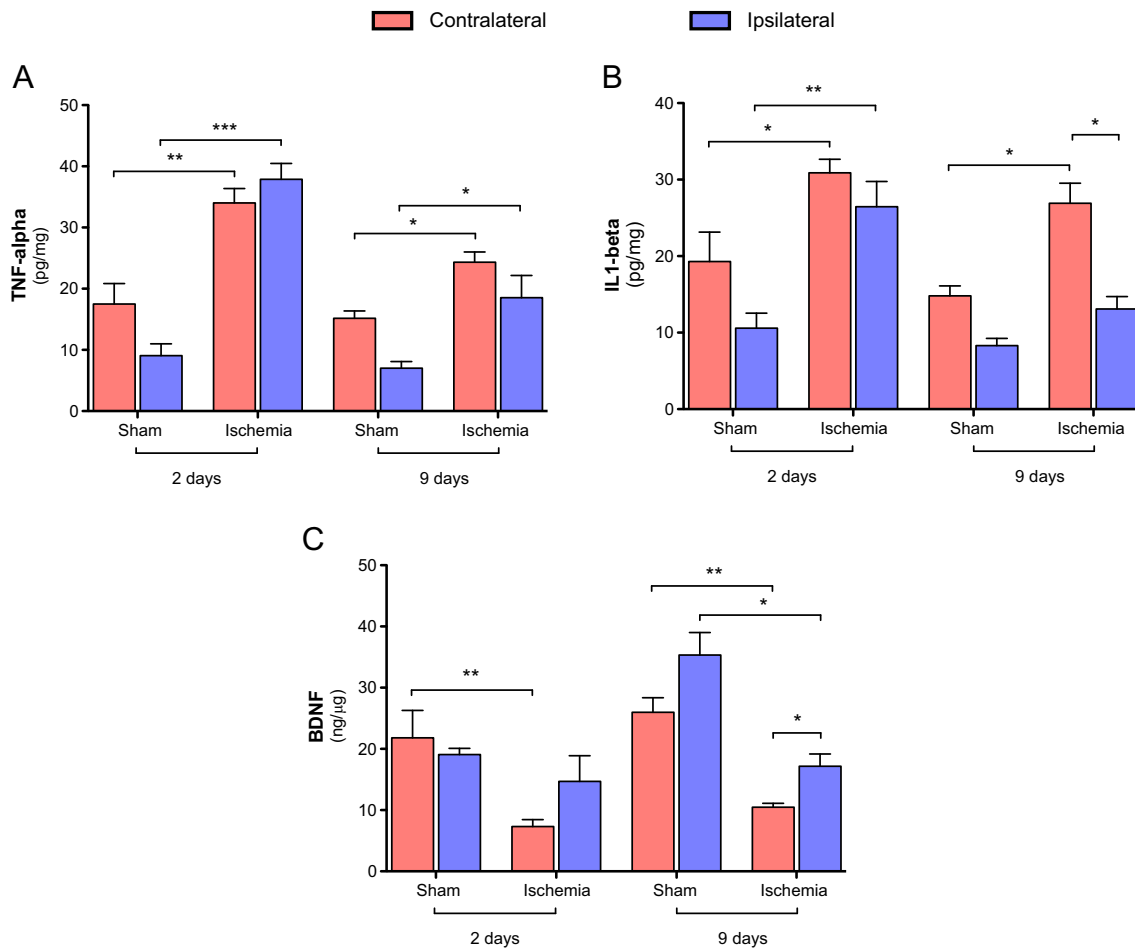 Contralateral
Ipsilateral
A
TNF-alpha
(pg/mg)
50
40
30
20
10
0
**
***
*
*
Sham
Ischemia
Sham
Ischemia
2 days
9 days
B
IL1-beta
(pg/mg)
40
30
20
10
0
*
**
*
*
Sham
Ischemia
Sham
Ischemia
2 days
9 days
C
BDNF
(ng/µg)
50
40
30
20
10
0
**
**
*
*
Sham
Ischemia
Sham
Ischemia
2 days
9 days